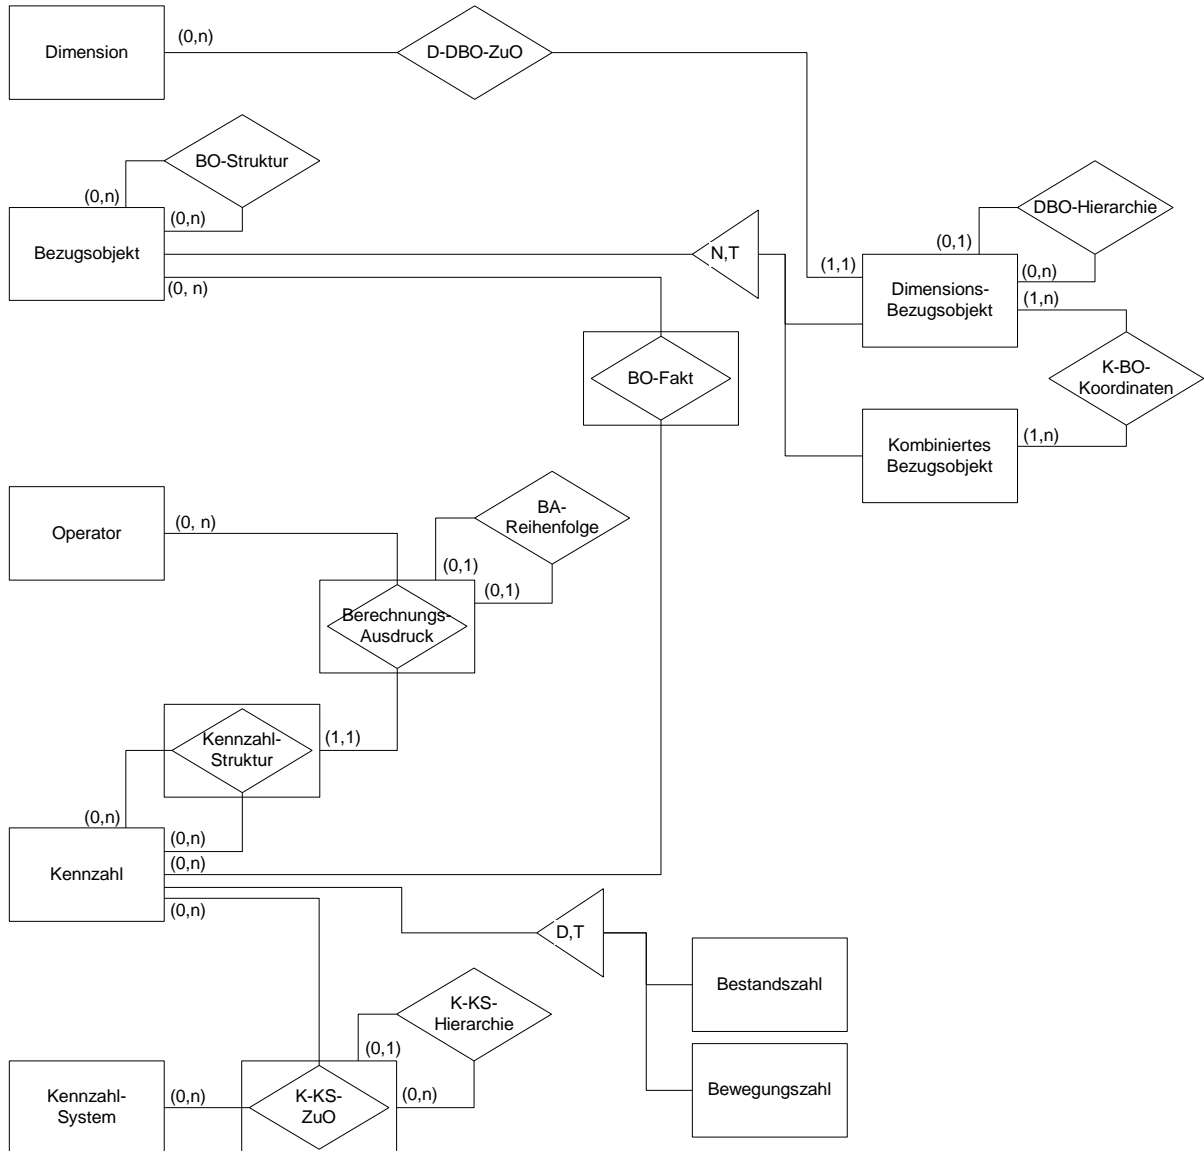 Dimension
(0,n)
D-DBO-ZuO
BO-Struktur
(0,n)
(0,n)
Bezugsobjekt
(0, n)
N,T
DBO-Hierarchie
(0,1)
(1,1)
(0,n)
Dimensions-
Bezugsobjekt
(1,n)
K-BO-
Koordinaten
BO-Fakt
Kombiniertes
Bezugsobjekt
(1,n)
Operator
(0, n)
BA-
Reihenfolge
(0,1)
(0,1)
Berechnungs-
Ausdruck
Kennzahl-
Struktur
(1,1)
(0,n)
(0,n)
Kennzahl
(0,n)
(0,n)
D,T
Bestandszahl
Bewegungszahl
K-KS-
Hierarchie
(0,1)
(0,n)
Kennzahl-
System
(0,n)
K-KS-
ZuO